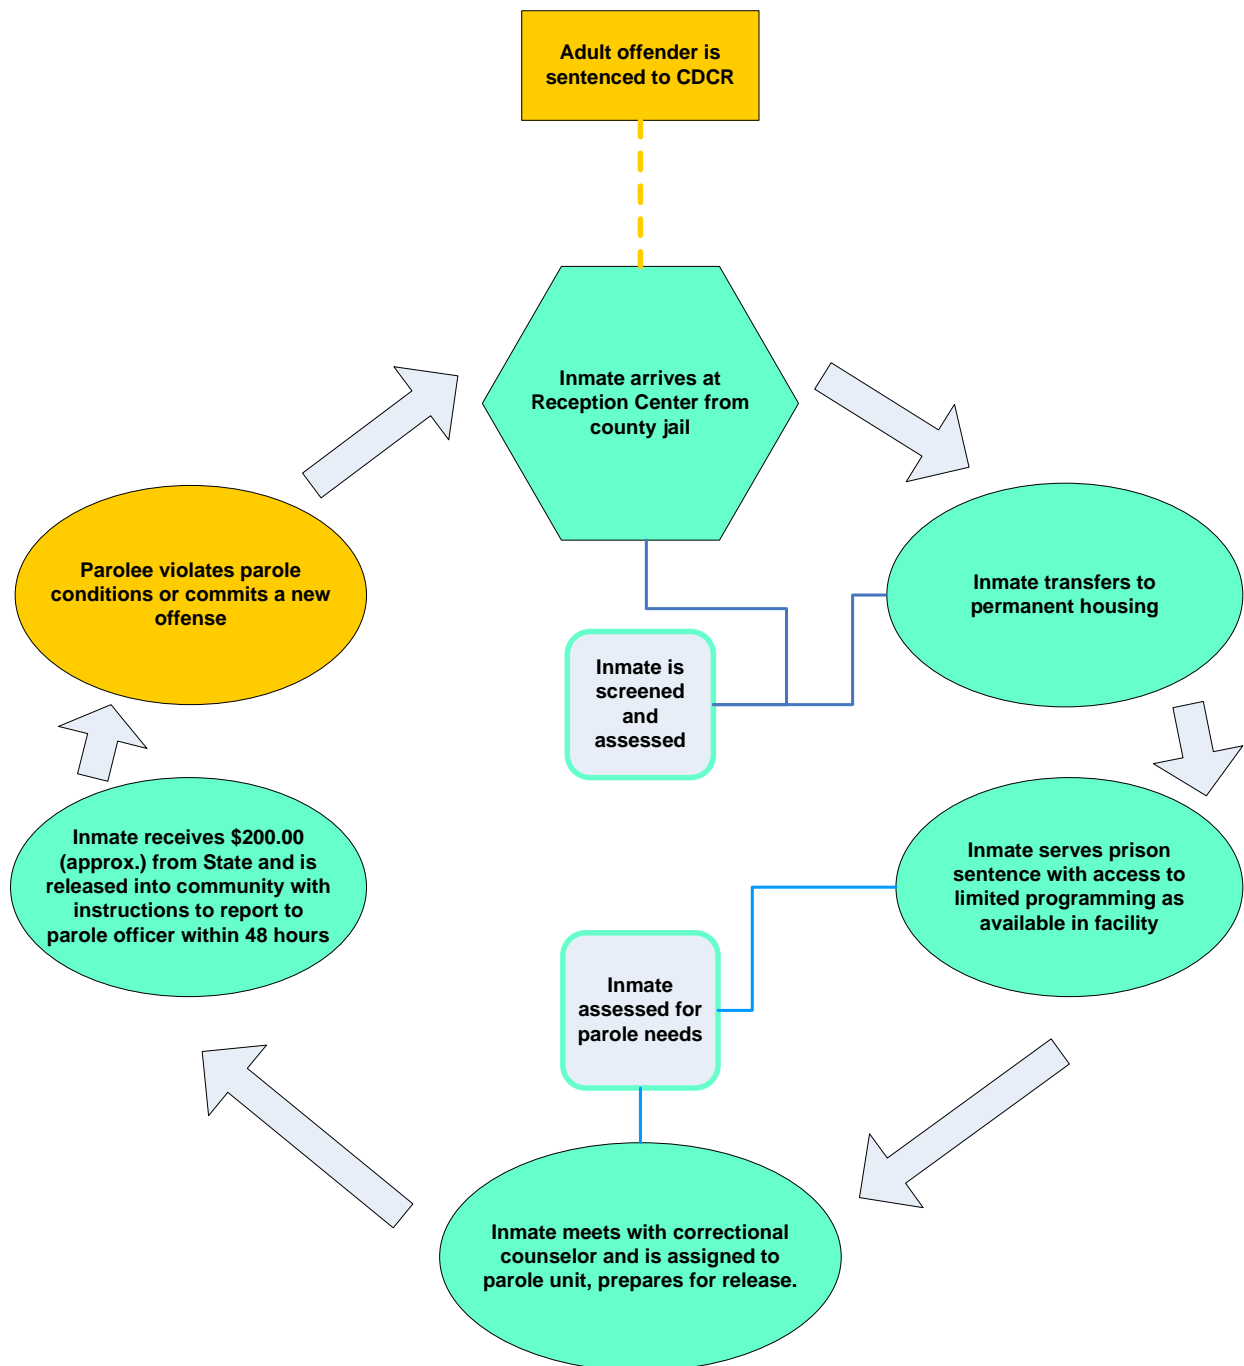 Adult offender is
sentenced to CDCR
Inmate arrives at
Reception Center from
county jail
Inmate transfers to
permanent housing
Inmate is
screened
and
assessed
Parolee violates parole
conditions or commits a new
offense
Inmate serves prison
sentence with access to
limited programming as
available in facility
Inmate receives $200.00
(approx.) from State and is
released into community with
instructions to report to
parole officer within 48 hours
Inmate
assessed for
parole needs
Inmate meets with correctional
counselor and is assigned to
parole unit, prepares for release.